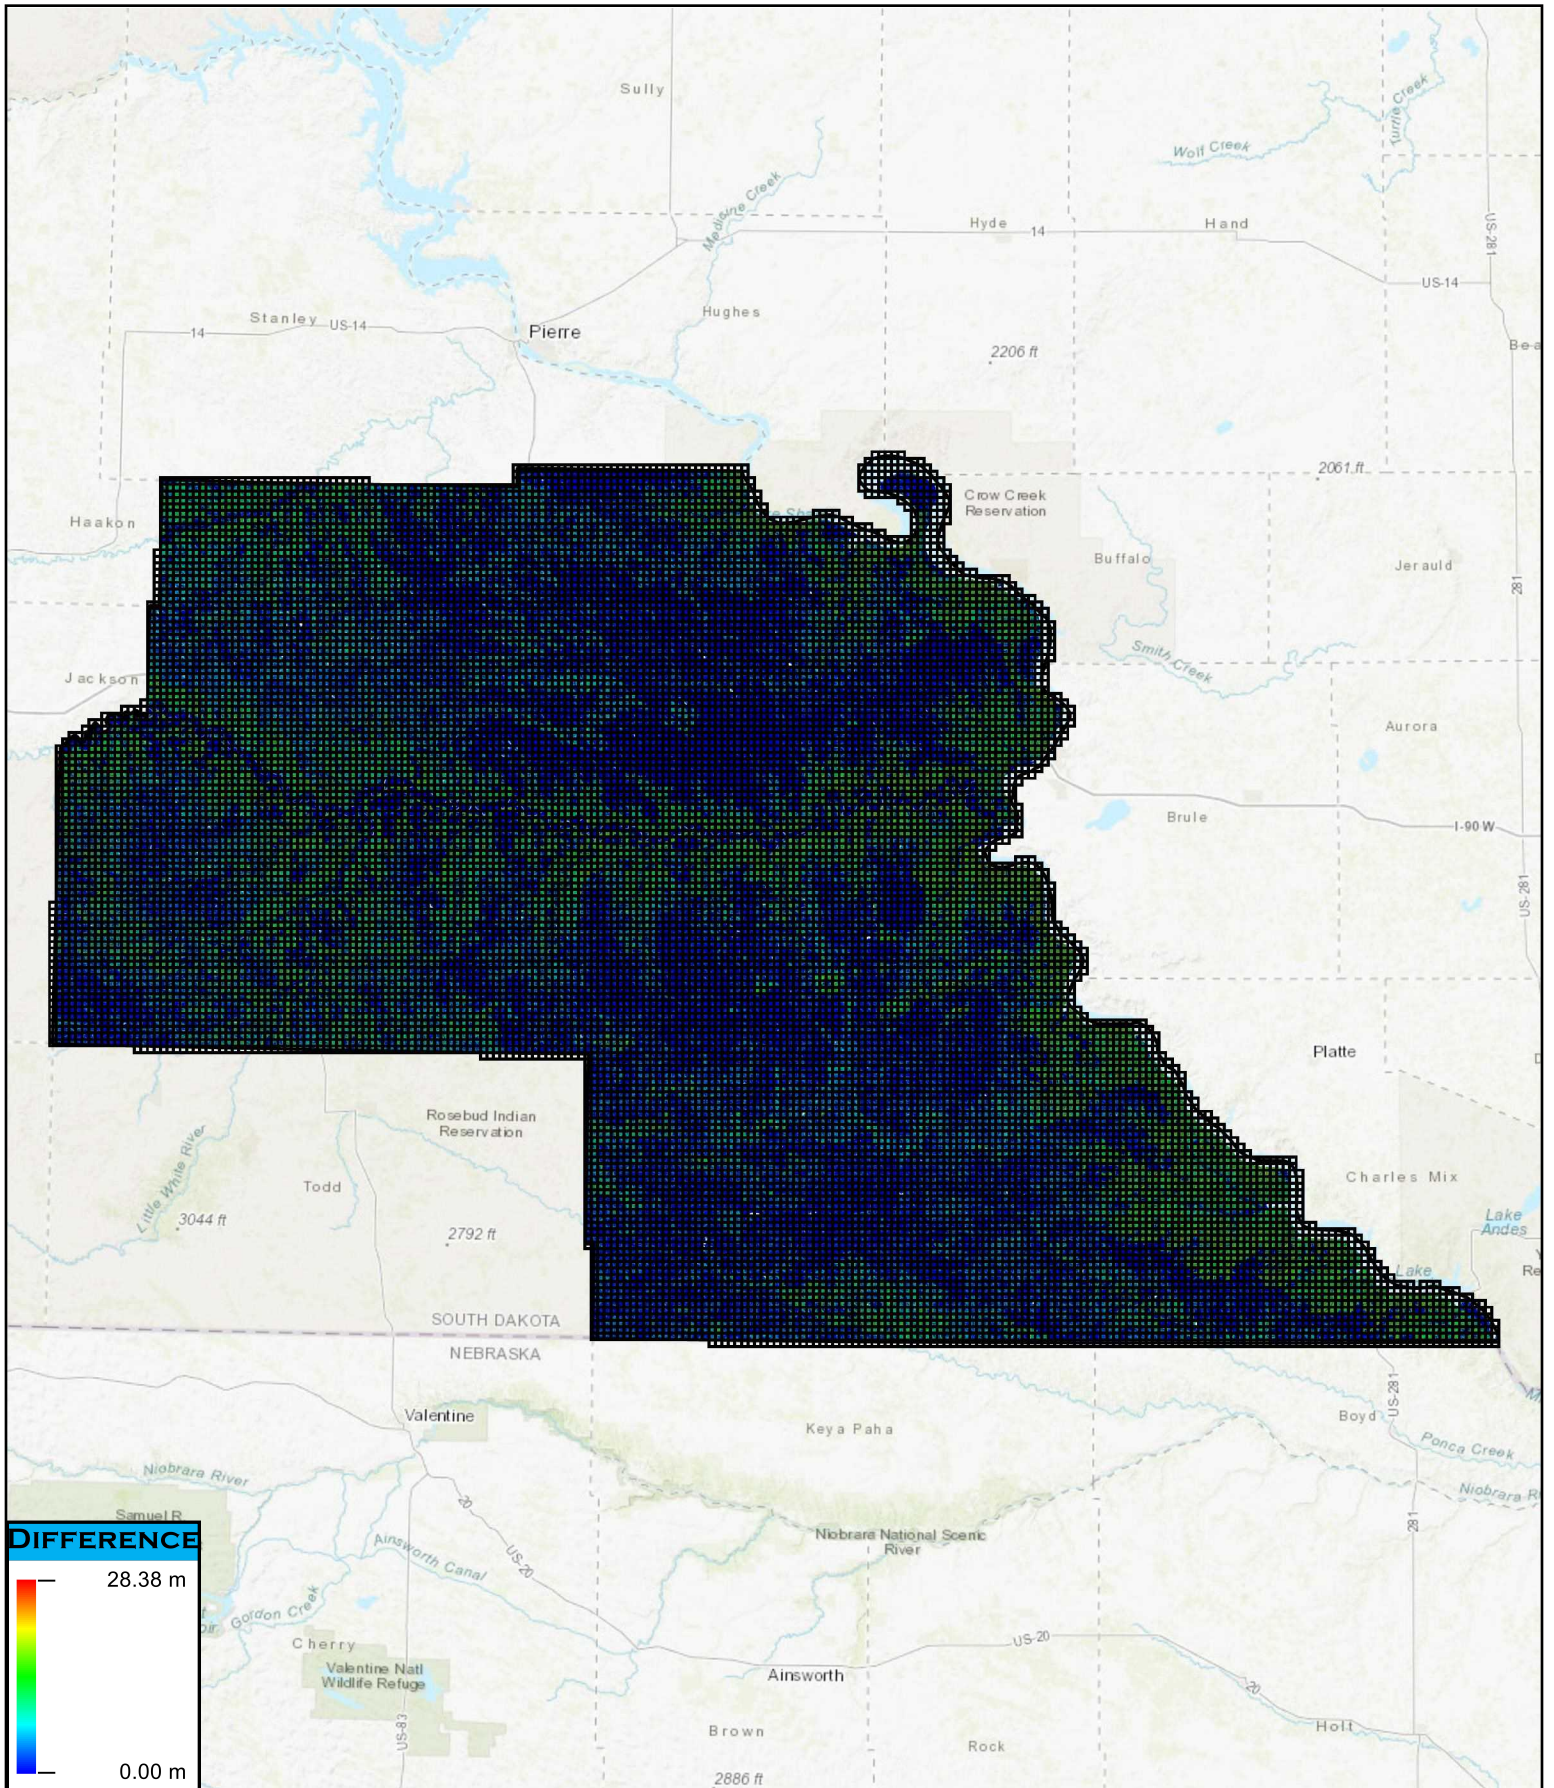 Sully
Turtle Creek
Wolf Creek
Medicine Creek
Hyde
14
Hand
US-281
US-14
Stanley
US-14
14
Hughes
Pierre
Bea
2206 ft
2061 ft
Crow Creek
Reservation
Haakon
Buffalo
Jerauld
281
Smith Creek
Jackson
Aurora
Brule
I-90 W
US-281
Platte
Rosebud Indian
Reservation
Little White River
Todd
3044 ft
2792 ft
Charles Mix
Lake
Andes
Lake
Re
SOUTH DAKOTA
NEBRASKA
US-281
Valentine
Keya Paha
Boyd
Ponca Creek
Niobrara River
Niobrara R
Samuel R
20
281
Niobrara National Scenic
River
Ainsworth Canal
US-20
DIFFERENCE
28.38 m
0.00 m
Gordon Creek
Cherry
Valentine Natl
Wildlife Refuge
US-83
US-20
Ainsworth
20
Brown
Rock
Holt
2886 ft